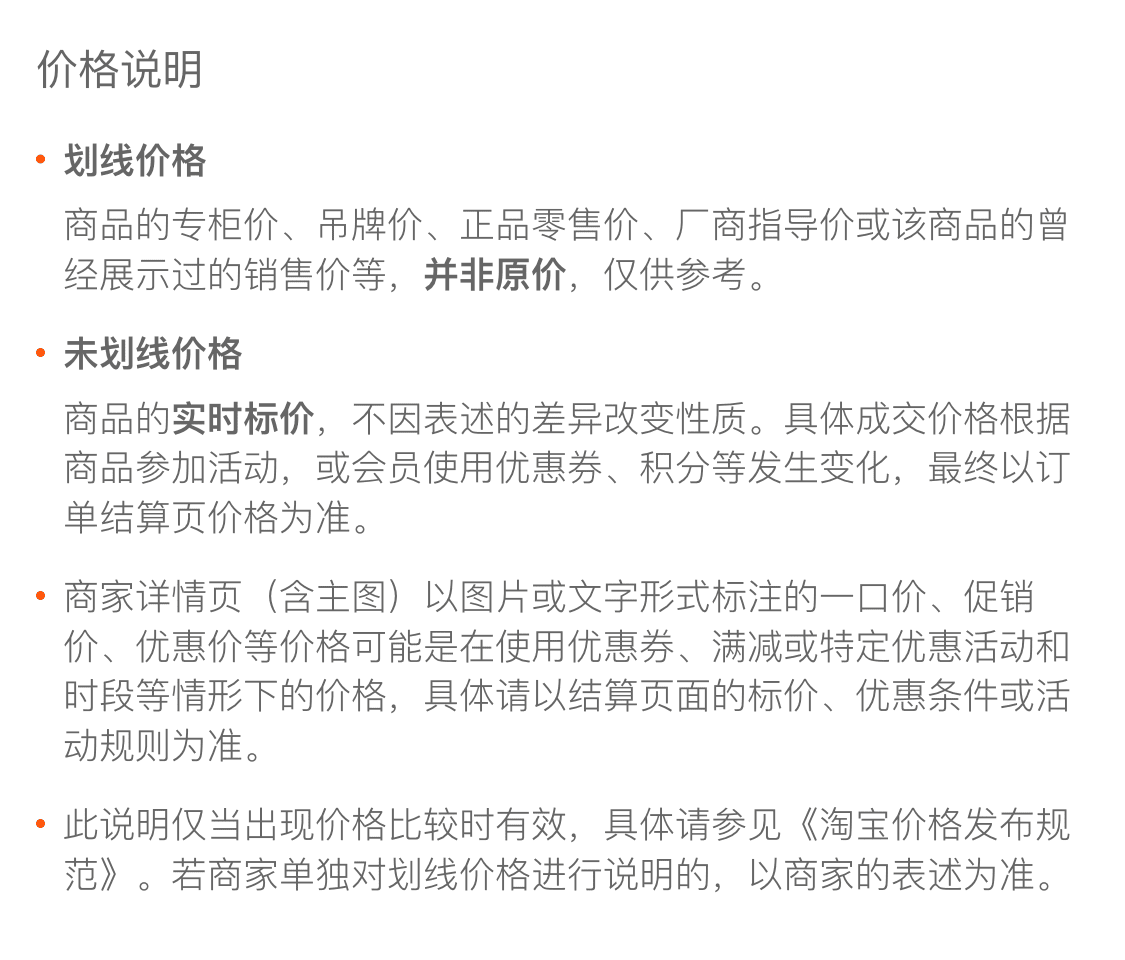 价格说明
• 划线价格
商品的专柜价、吊牌价、正品零售价、厂商指导价或该商品的曾
经展示过的销售价等，并非原价，仅供参考。
• 未划线价格
商品的实时标价，不因表述的差异改变性质。具体成交价格根据
商品参加活动，或会员使用优惠券、积分等发生变化，最终以订
单结算页价格为准。
• 商家详情页（含主图）以图片或文字形式标注的一口价、促销
价、优惠价等价格可能是在使用优惠券、满减或特定优惠活动和
时段等情形下的价格，具体请以结算页面的标价、优惠条件或活
动规则为准。
• 此说明仅当出现价格比较时有效，具体请参见《淘宝价格发布规
范》。若商家单独对划线价格进行说明的，以商家的表述为准。